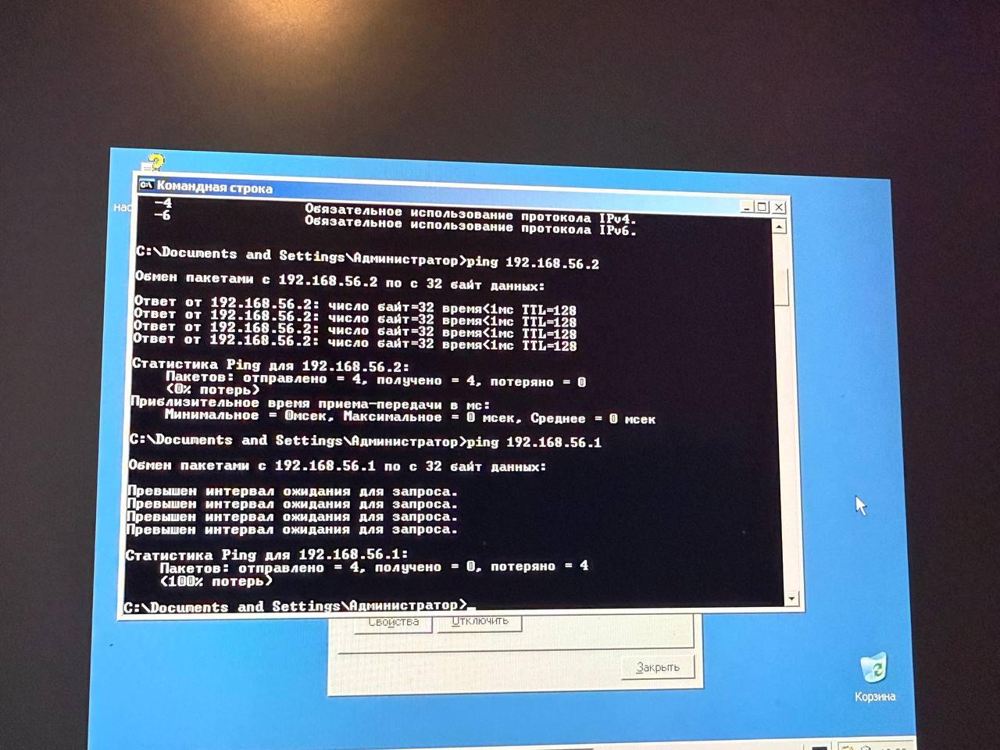 нас
Командная строка
-4 Обязательное использование протокола IPv4.
-6 Обязательное использование протокола IPv6.
C:\Documents and Settings\Администратор>ping 192.168.56.2
Обмен пакетами с 192.168.56.2 по с 32 байт данных:
Ответ от 192.168.56.2: число байт=32 время<1мс TTL=128
Ответ от 192.168.56.2: число байт=32 время<1мс TTL=128
Ответ от 192.168.56.2: число байт=32 время<1мс TTL=128
Ответ от 192.168.56.2: число байт=32 время<1мс TTL=128
Статистика Ping для 192.168.56.2:
Пакетов: отправлено = 4, получено = 4, потеряно = 0
(0% потерь)
Приблизительное время приема-передачи в мс:
Минимальное = 0мсек, Максимальное = 0 мсек, Среднее = 0 мсек
C:\Documents and Settings\Администратор>ping 192.168.56.1
Обмен пакетами с 192.168.56.1 по с 32 байт данных:
Превышен интервал ожидания для запроса.
Превышен интервал ожидания для запроса.
Превышен интервал ожидания для запроса.
Превышен интервал ожидания для запроса.
Статистика Ping для 192.168.56.1:
Пакетов: отправлено = 4, получено = 0, потеряно = 4
(100% потерь)
C:\Documents and Settings\Администратор>_
Свойства Отключить
Закрыть
Корзина